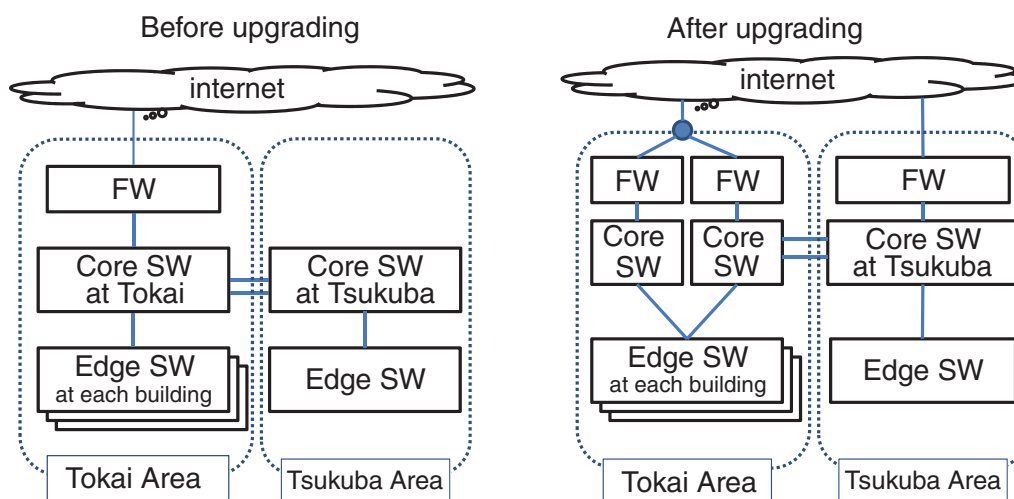 Before upgrading
internet
FW
Core SW
at Tokai
Core SW
at Tsukuba
Edge SW
at each building
Edge SW
Tokai Area
Tsukuba Area
After upgrading
internet
FW
FW
FW
Core
SW
Core
SW
Core SW
at Tsukuba
Edge SW
at each building
Edge SW
Tokai Area
Tsukuba Area